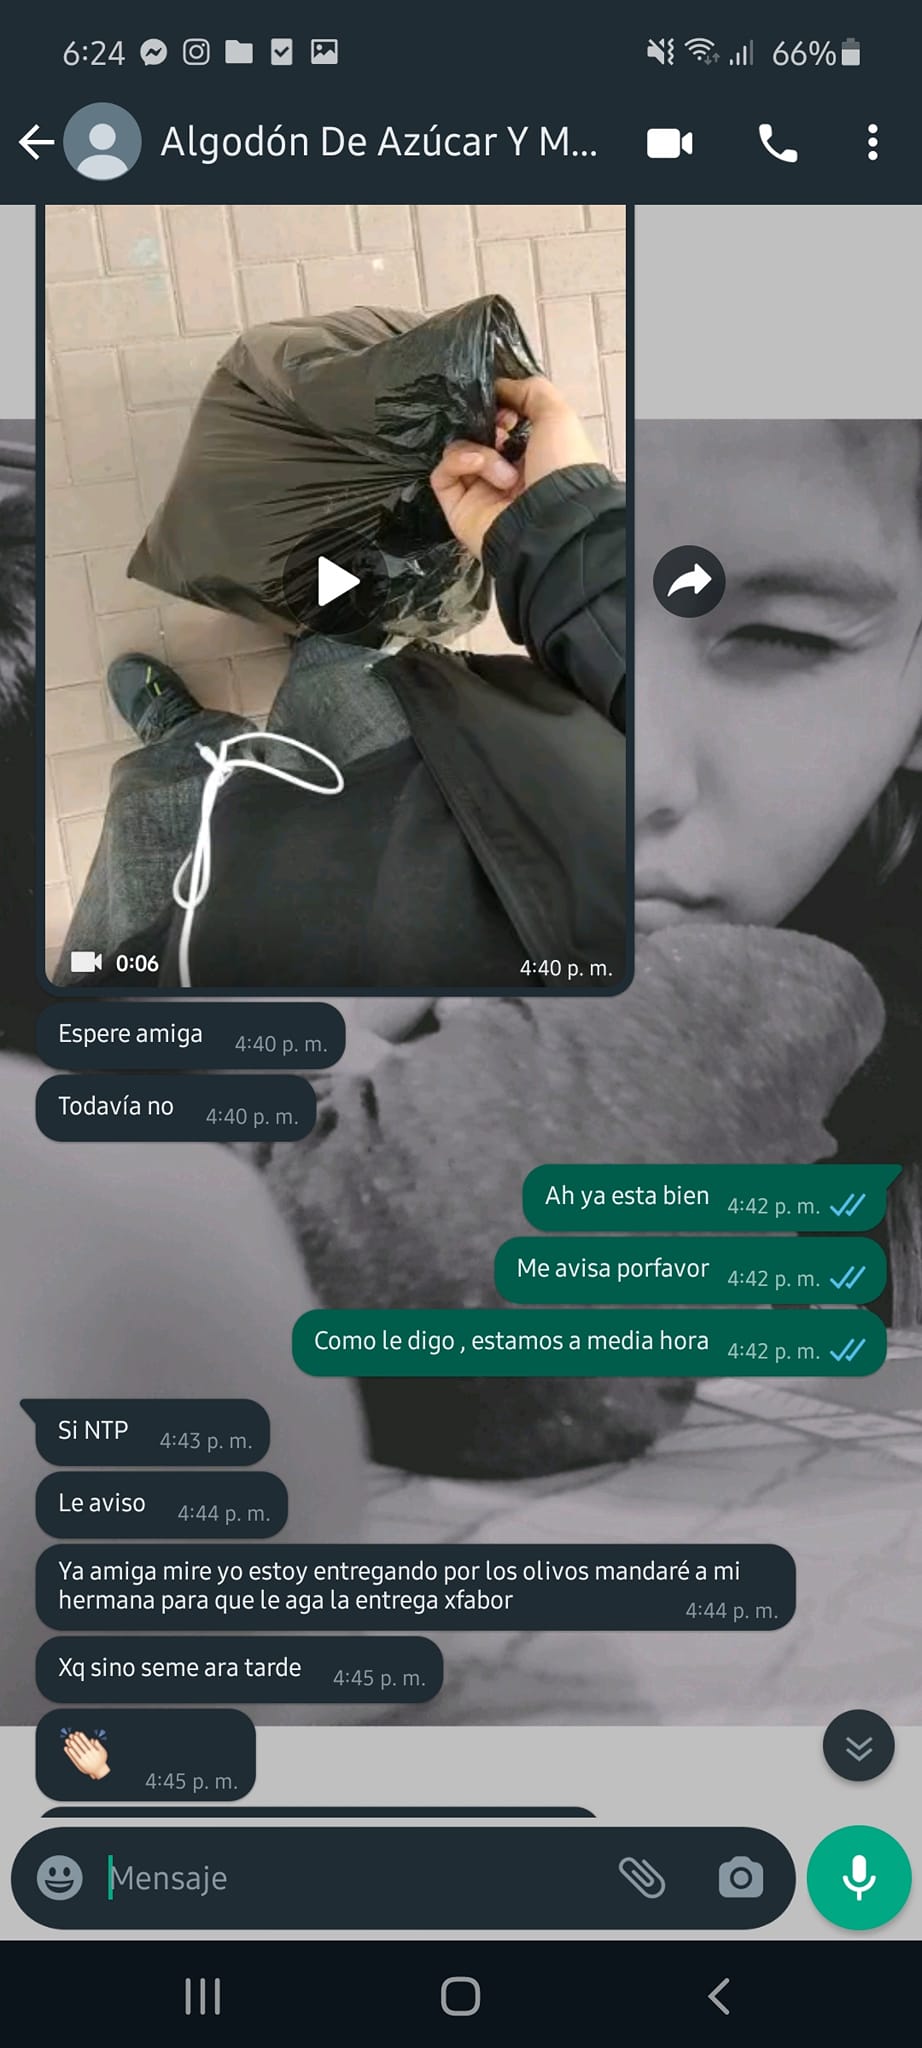 6:24
66%
Algodón De Azúcar Y M...
0:06
4:40 p. m.
Espere amiga
4:40 p. m.
Todavía no
4:40 p. m.
Ah ya esta bien
4:42 p. m.
Me avisa porfavor
4:42 p. m.
Como le digo , estamos a media hora
4:42 p. m.
Si NTP
4:43 p. m.
Le aviso
4:44 p. m.
Ya amiga mire yo estoy entregando por los olivos mandaré a mi
hermana para que le aga la entrega xfabor
4:44 p. m.
Xq sino seme ara tarde
4:45 p. m.
4:45 p. m.
Mensaje